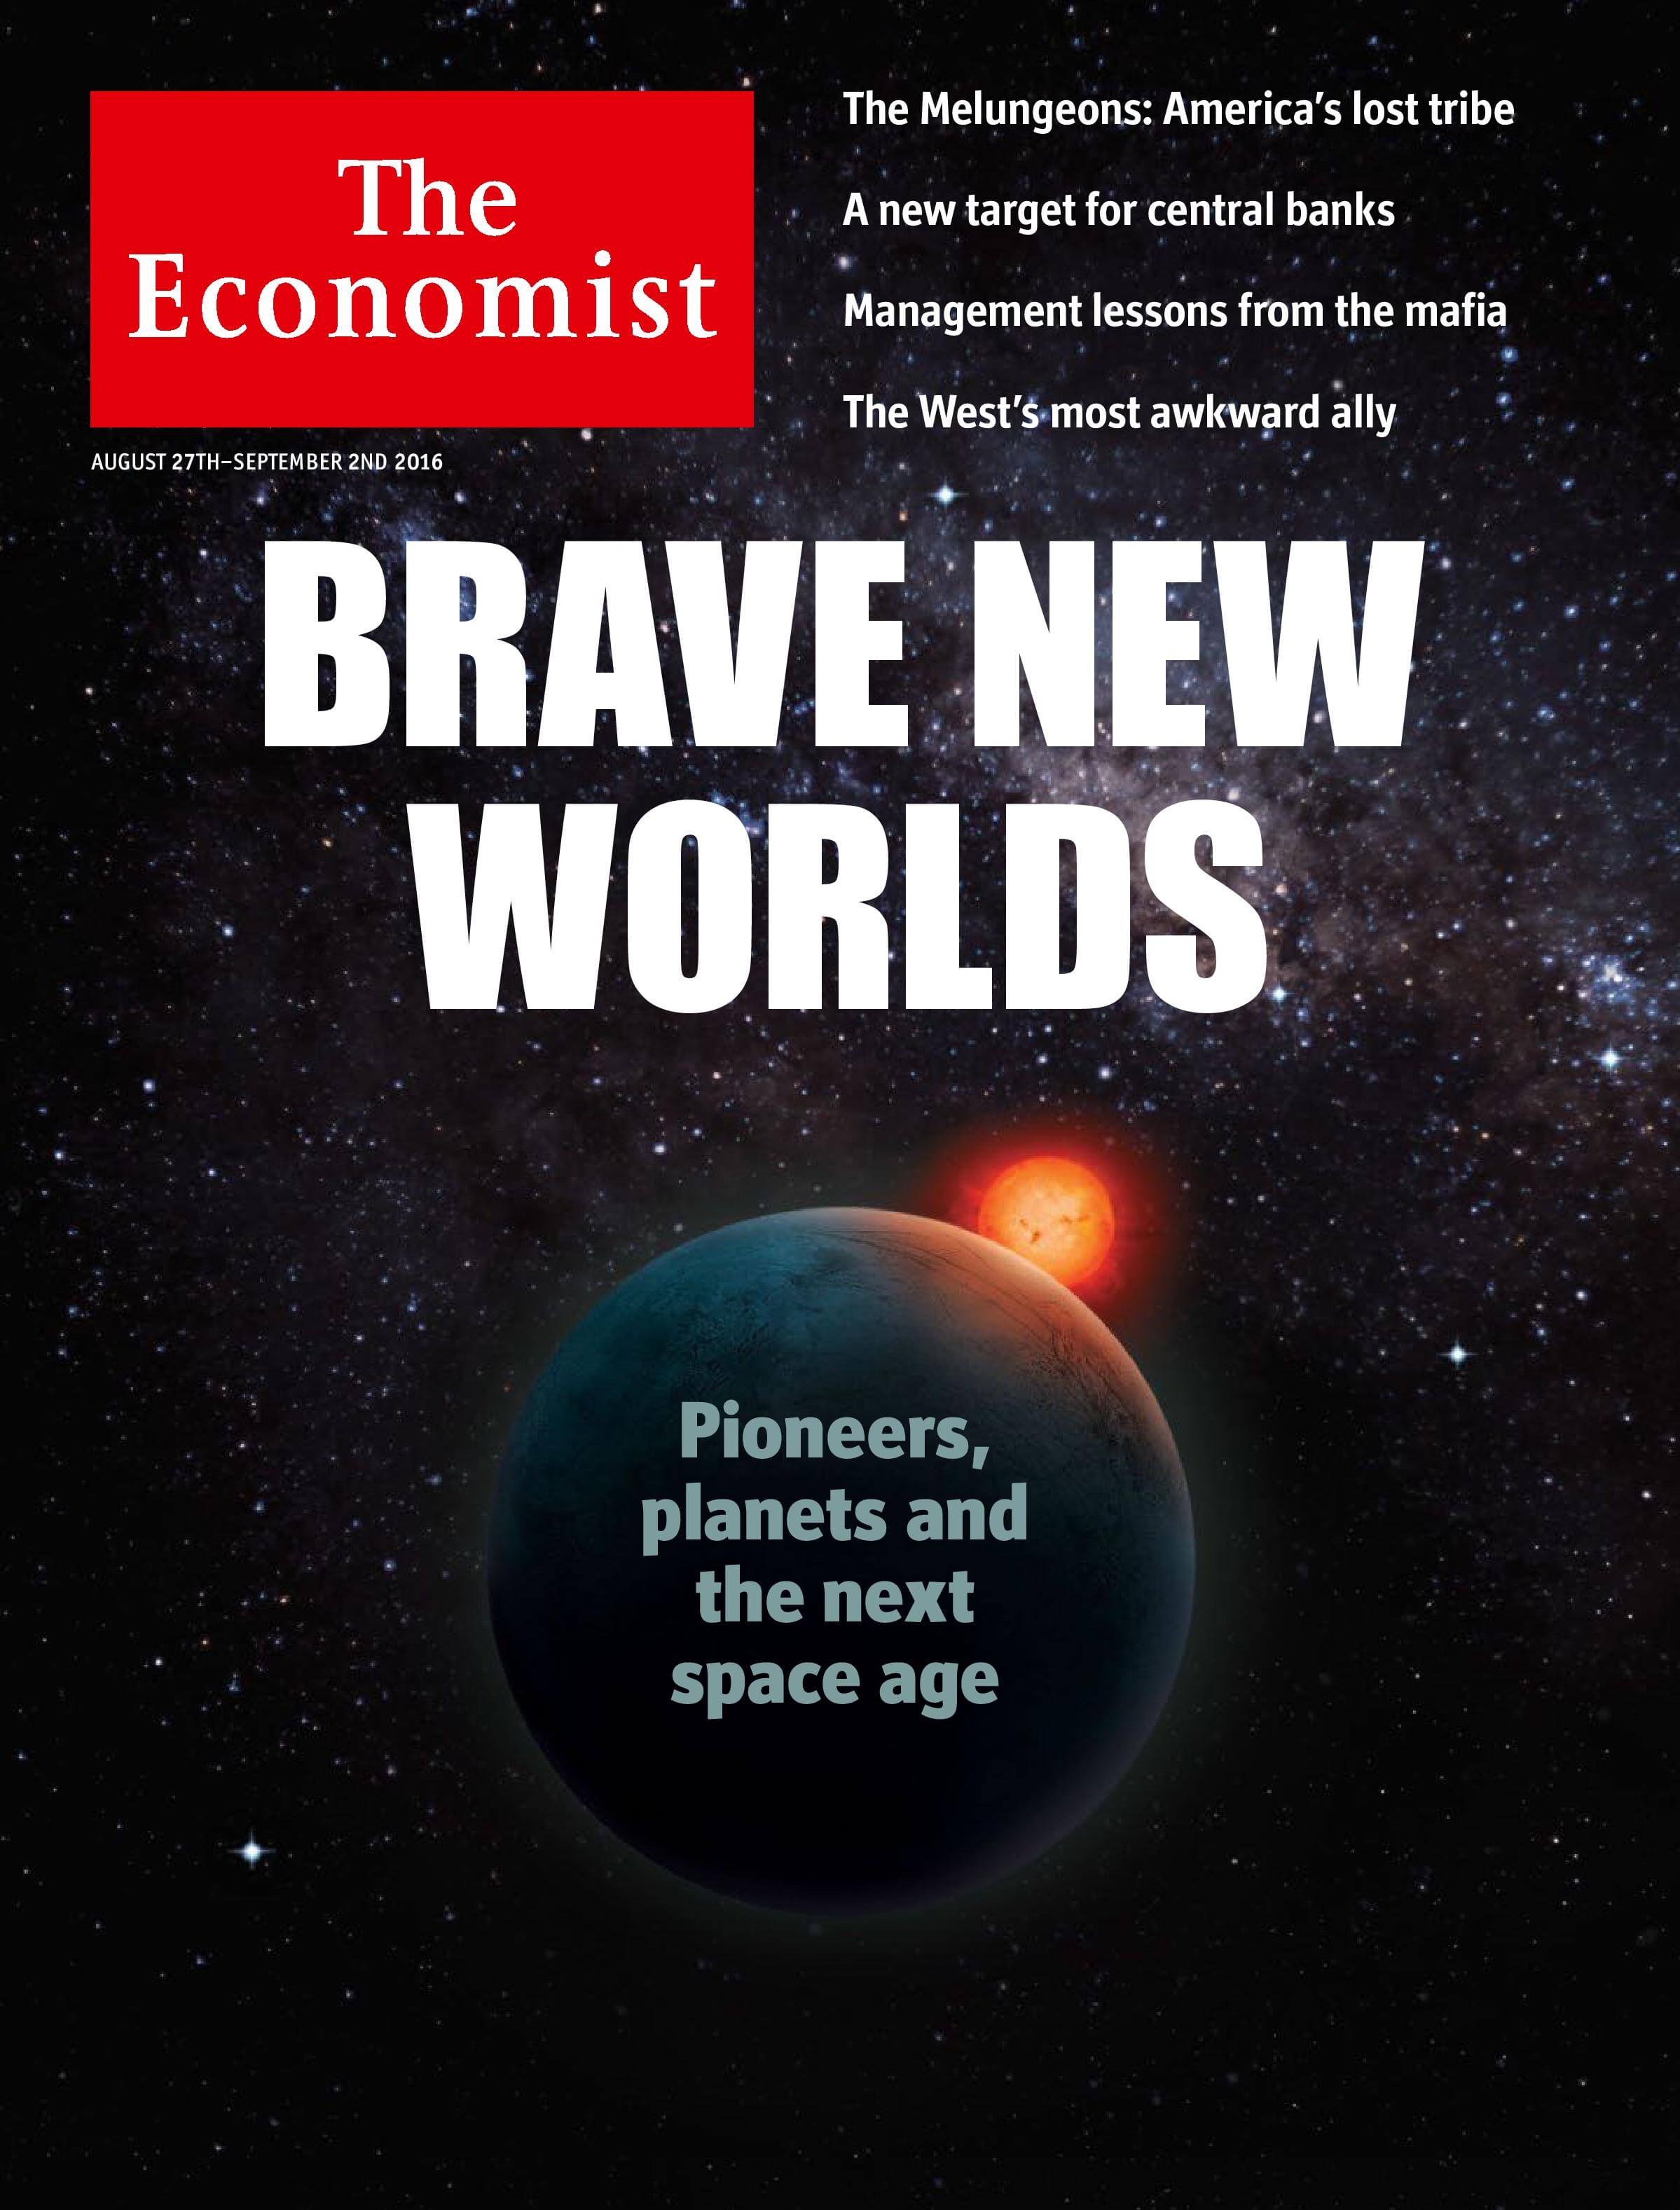 The
Economist
AUGUST 27TH–SEPTEMBER 2ND 2016
The Melungeons: America's lost tribe
A new target for central banks
Management lessons from the mafia
The West's most awkward ally
BRAVE NEW
WORLDS
Pioneers,
planets and
the next
space age